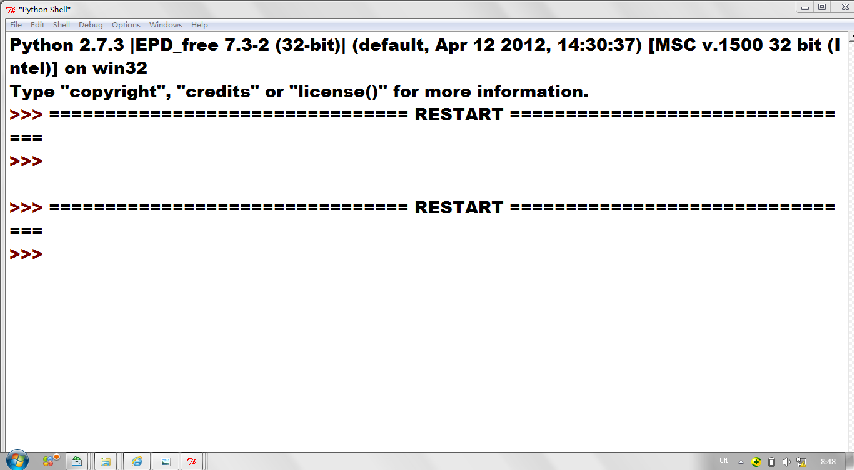 *Python Shell*
File Edit Shell Debug Options Windows Help
Python 2.7.3 |EPD_free 7.3-2 (32-bit)| (default, Apr 12 2012, 14:30:37) [MSC v.1500 32 bit (I
ntel)] on win32
Type "copyright", "credits" or "license()" for more information.
>>> ================================ RESTART =============================
===
>>>
>>> ================================ RESTART =============================
===
>>>